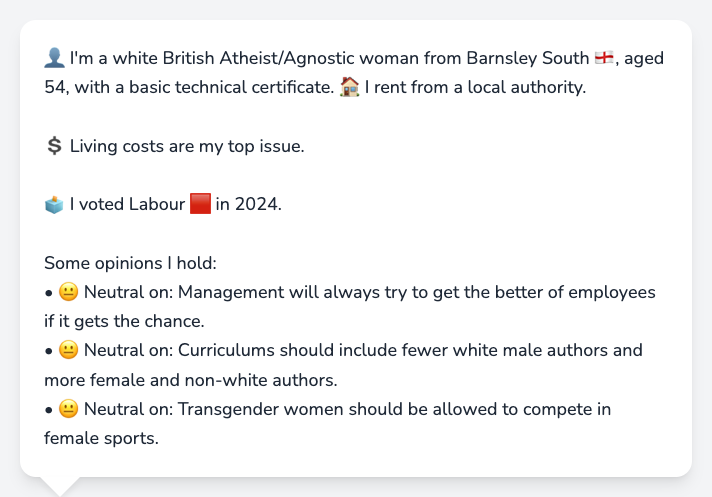 👤 I'm a white British Atheist/Agnostic woman from Barnsley South 🏴󠁧󠁢󠁥󠁮󠁧󠁿, aged
54, with a basic technical certificate. 🏠 I rent from a local authority.
💲 Living costs are my top issue.
🗳️ I voted Labour 🟥 in 2024.
Some opinions I hold:
• 😐 Neutral on: Management will always try to get the better of employees
if it gets the chance.
• 😐 Neutral on: Curriculums should include fewer white male authors and
more female and non-white authors.
• 😐 Neutral on: Transgender women should be allowed to compete in
female sports.